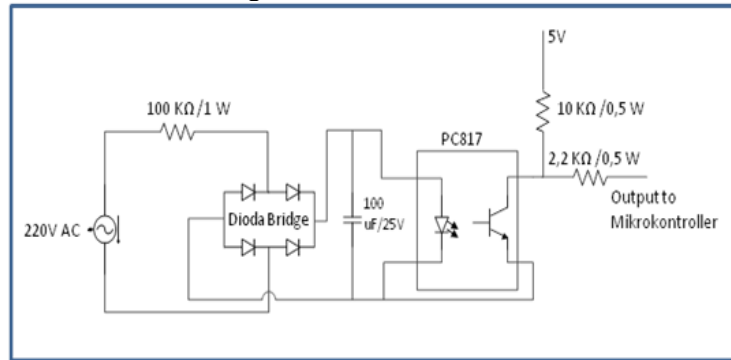 5V
100 KΩ/1 W
10 KΩ/0,5 W
PC817
2,2 KΩ/0,5 W
Dioda Bridge
100
uF/25V
Output to
Mikrokontroller
220V AC